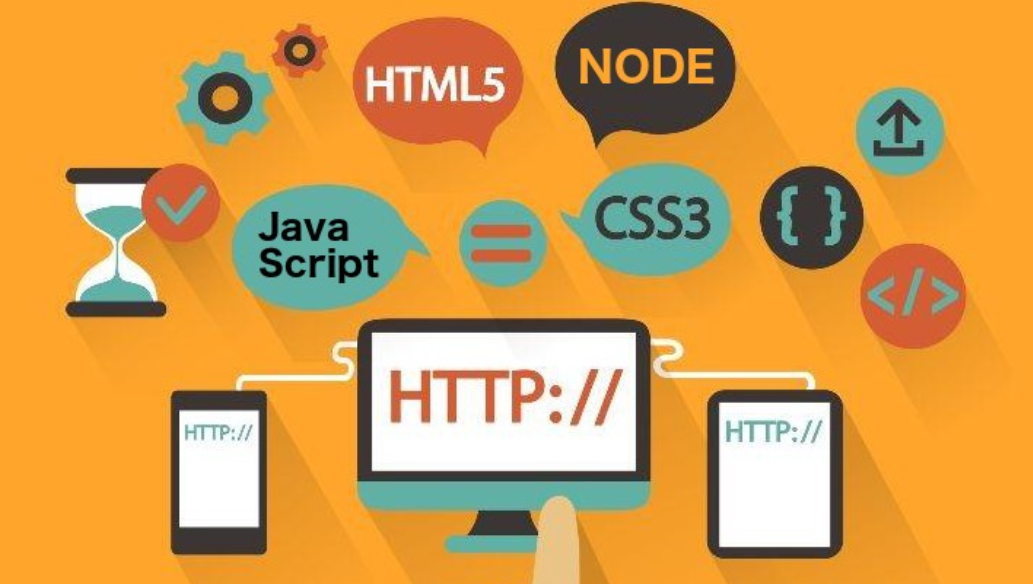 HTML5
NODE
Java
Script
CSS3
{ }
</>
HTTP://
HTTP://
HTTP://